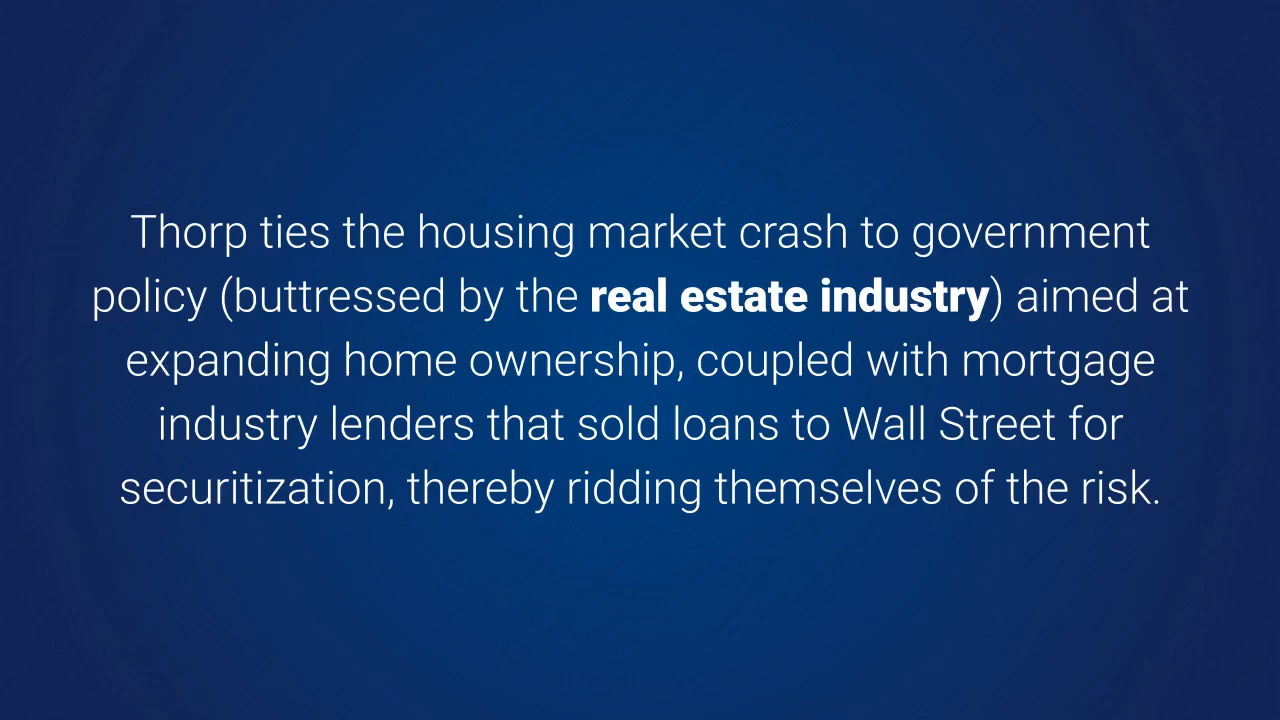 Thorp ties the housing market crash to government
policy (buttressed by the real estate industry) aimed at
expanding home ownership, coupled with mortgage
industry lenders that sold loans to Wall Street for
securitization, thereby ridding themselves of the risk.